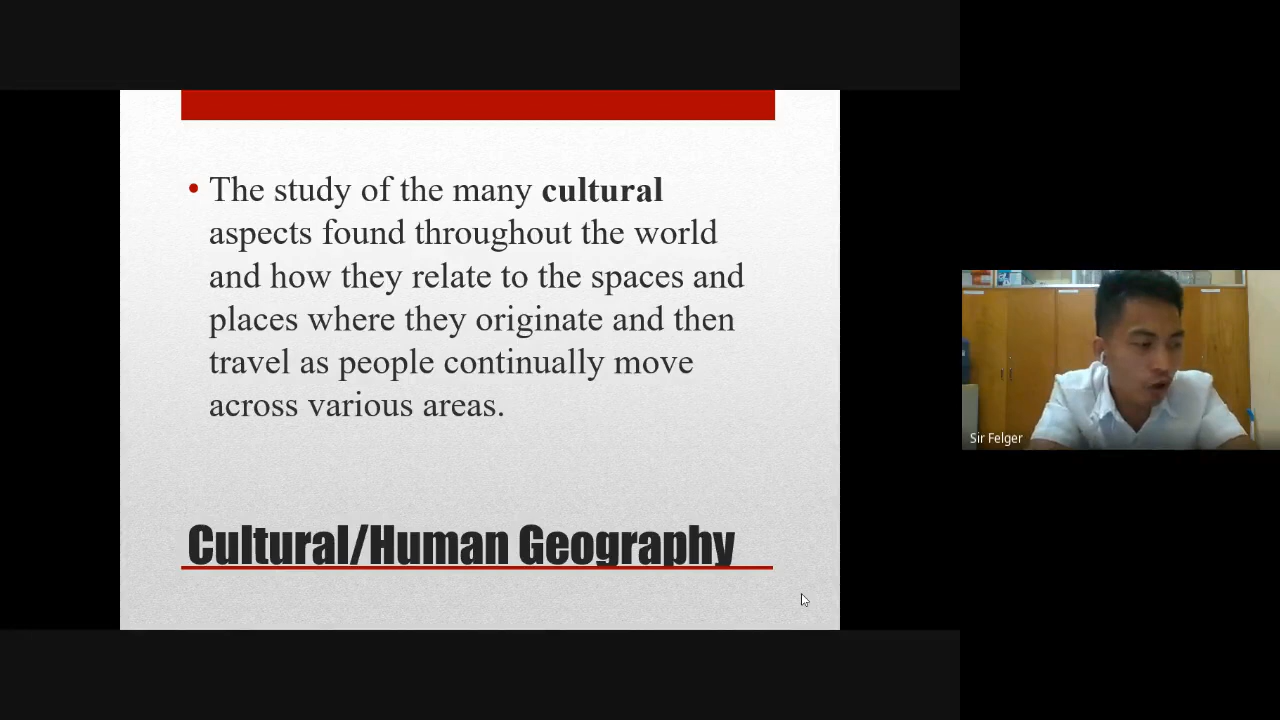 • The study of the many cultural
aspects found throughout the world
and how they relate to the spaces and
places where they originate and then
travel as people continually move
across various areas.
Cultural/Human Geography
Sir Felger